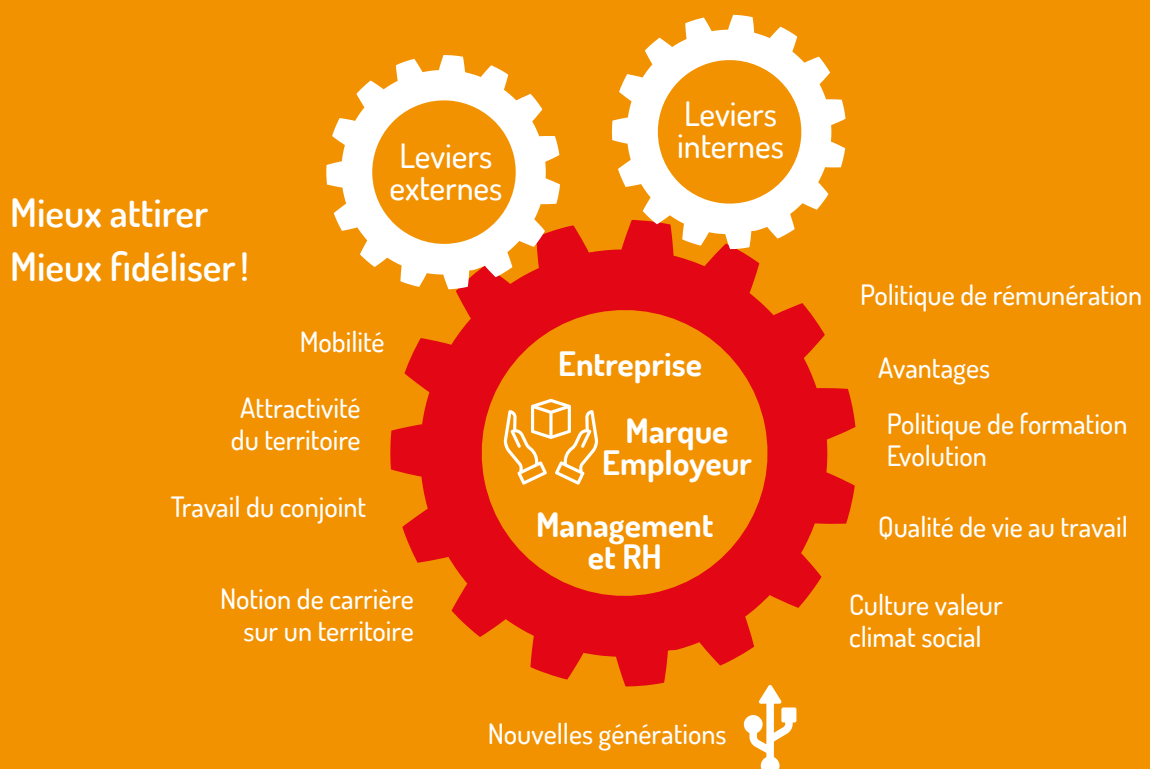 Leviers
externes
Leviers
internes
Mieux attirer
Mieux fidéliser !
Mobilité
Attractivité
du territoire
Travail du conjoint
Notion de carrière
sur un territoire
Entreprise
Marque
Employeur
Management
et RH
Politique de rémunération
Avantages
Politique de formation
Evolution
Qualité de vie au travail
Culture valeur
climat social
Nouvelles générations